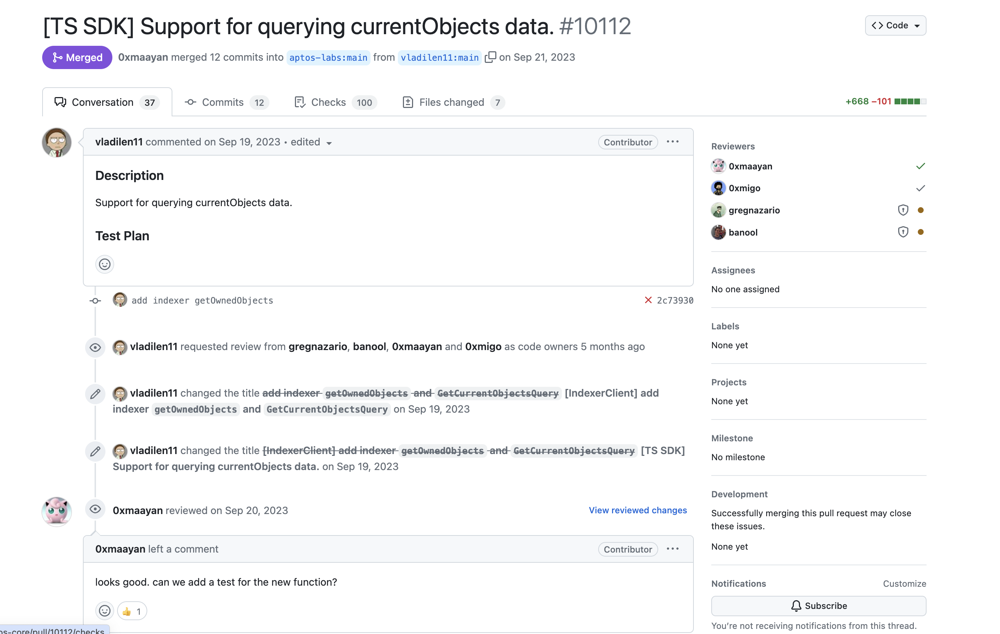 [TS SDK] Support for querying currentObjects data. #10112
Code
Merged
0xmaayan merged 12 commits into aptos-labs:main from vladilen11:main on Sep 21, 2023
Conversation 37
Commits 12
Checks 100
Files changed 7
+668 −101
vladilen11 commented on Sep 19, 2023 • edited
Contributor
Description
Support for querying currentObjects data.
Test Plan
add indexer getOwnedObjects
2c73930
vladilen11 requested review from gregnazario, banool, 0xmaayan and 0xmigo as code owners 5 months ago
vladilen11 changed the title add indexer getOwnedObjects and GetCurrentObjectsQuery [IndexerClient] add
indexer getOwnedObjects and GetCurrentObjectsQuery on Sep 19, 2023
vladilen11 changed the title [IndexerClient] add indexer getOwnedObjects and GetCurrentObjectsQuery [TS SDK]
Support for querying currentObjects data. on Sep 19, 2023
0xmaayan reviewed on Sep 20, 2023
View reviewed changes
0xmaayan left a comment
Contributor
looks good. can we add a test for the new function?
👍 1
os-core/pull/10112/checks
Reviewers
0xmaayan
0xmigo
gregnazario
banool
Assignees
No one assigned
Labels
None yet
Projects
None yet
Milestone
No milestone
Development
Successfully merging this pull request may close
these issues.
None yet
Notifications
Customize
Subscribe
You’re not receiving notifications from this thread.